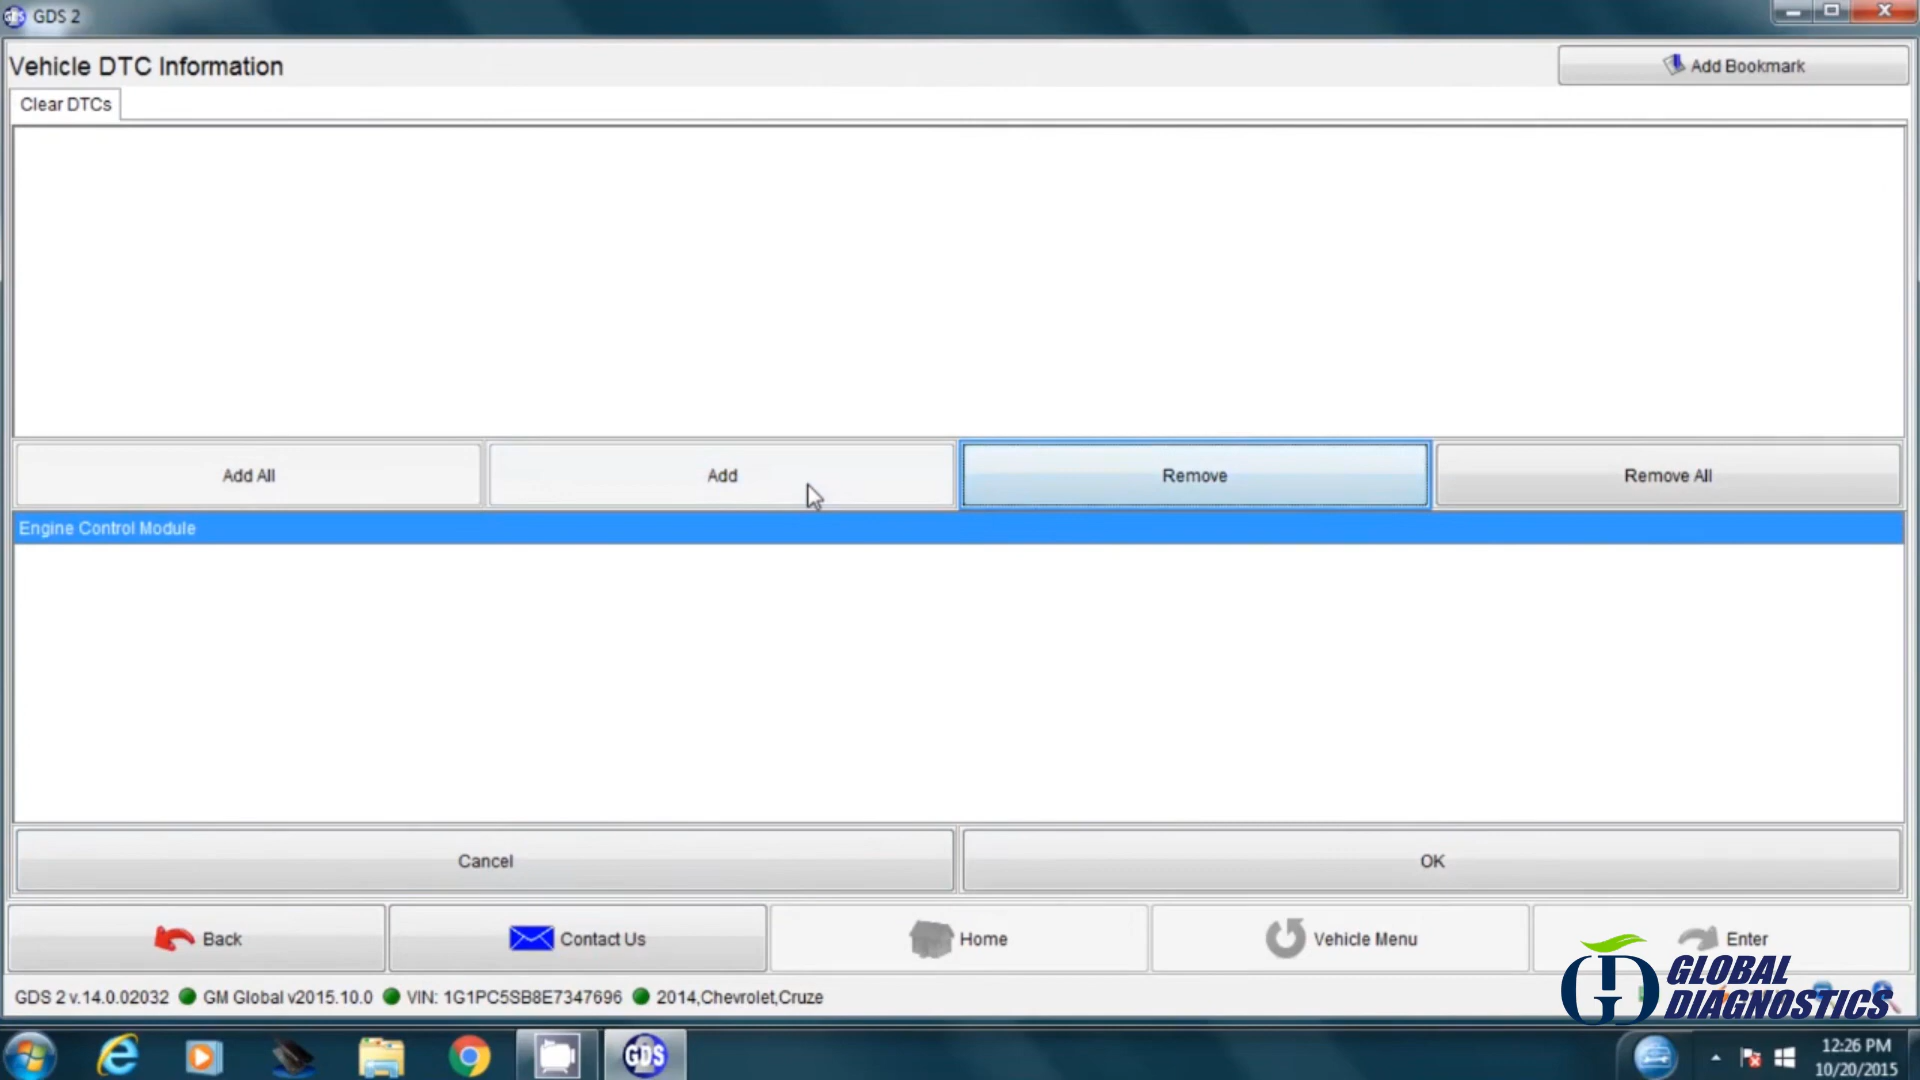 GDS 2
Vehicle DTC Information
Add Bookmark
Clear DTCs
Add All
Add
Remove
Remove All
Engine Control Module
Cancel
OK
Back
Contact Us
Home
Vehicle Menu
Enter
GDS 2 v.14.0.02032 GM Global v2015.10.0 VIN: 1G1PC5SB8E7347696 2014,Chevrolet,Cruze
GD GLOBAL
DIAGNOSTICS
GDS
12:26 PM
10/20/2015